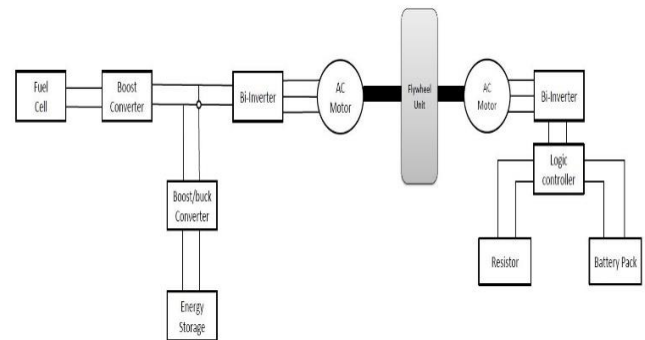 Fuel
Cell
Boost
Converter
Bi-Inverter
AC
Motor
Flywheel
Unit
AC
Motor
Bi-Inverter
Logic
controller
Boost/buck
Converter
Resistor
Battery Pack
Energy
Storage